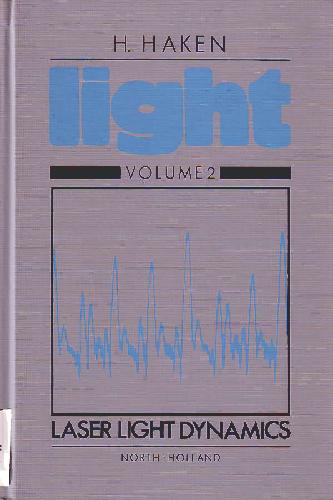 H. HAKEN
light
VOLUME 2
LASER LIGHT DYNAMICS
NORTH-HOLLAND